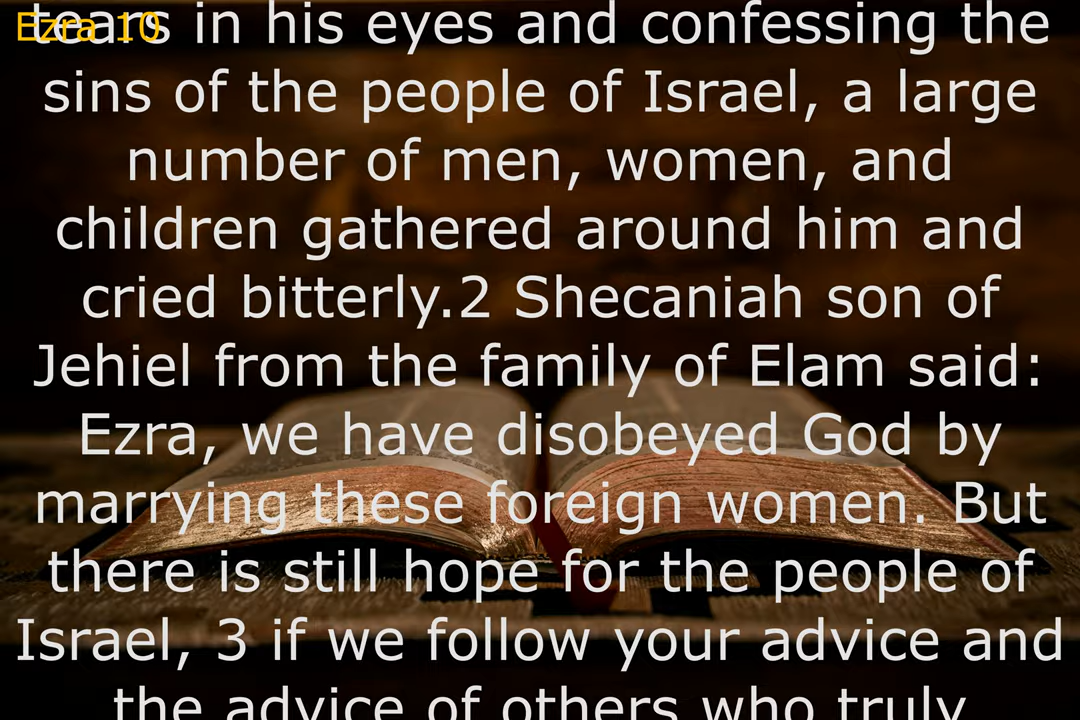 Ezra 10
tears in his eyes and confessing the
sins of the people of Israel, a large
number of men, women, and
children gathered around him and
cried bitterly.2 Shecaniah son of
Jehiel from the family of Elam said:
Ezra, we have disobeyed God by
marrying these foreign women. But
there is still hope for the people of
Israel, 3 if we follow your advice and
the advice of others who truly